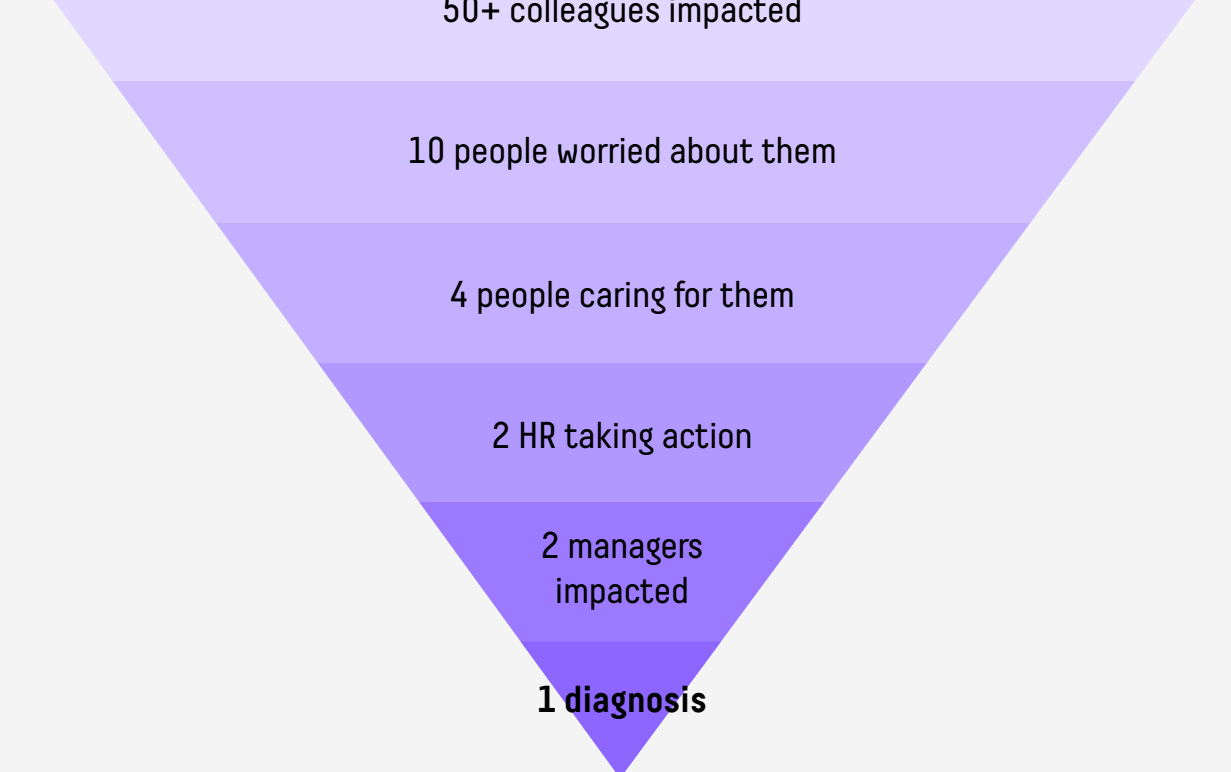 50+ colleagues impacted
10 people worried about them
4 people caring for them
2 HR taking action
2 managers
impacted
1 diagnosis